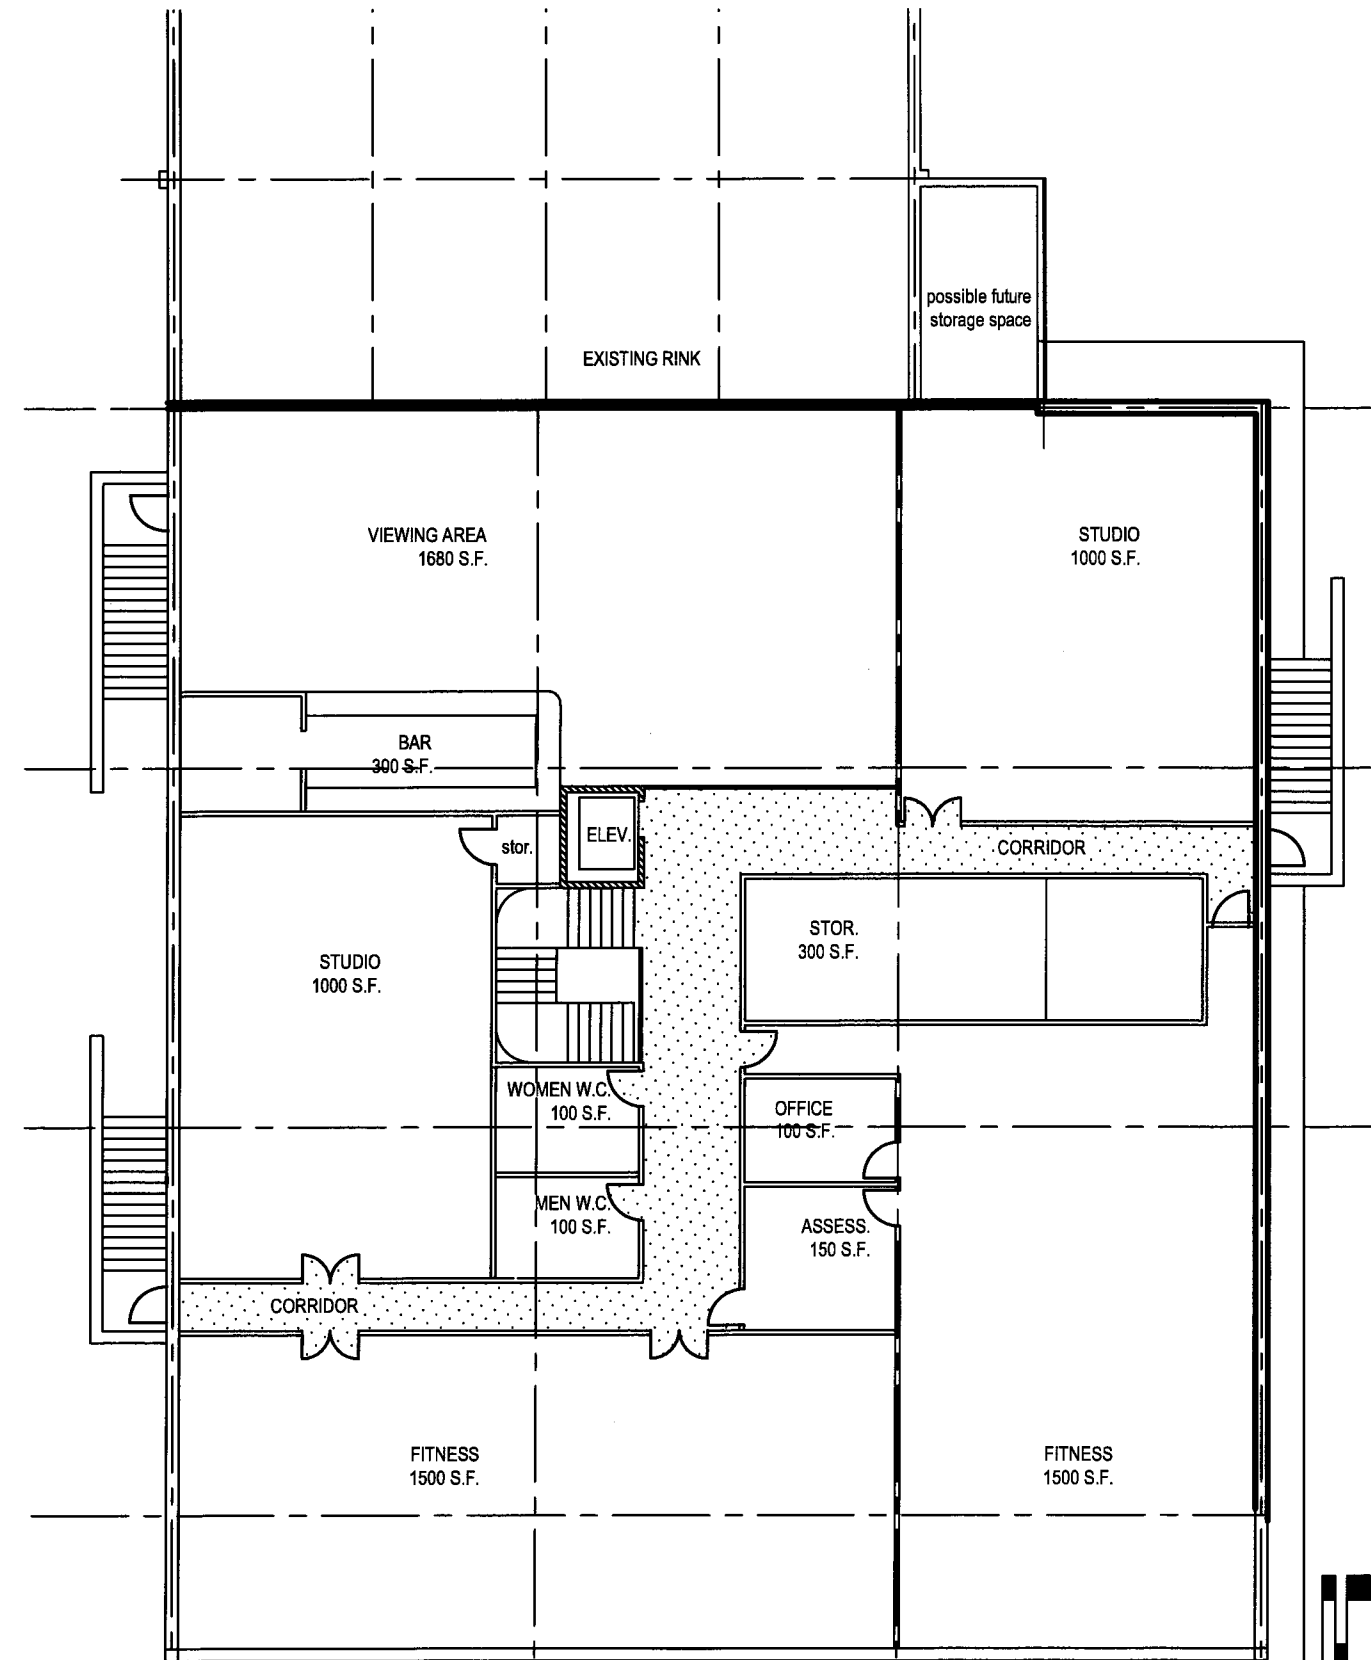 possible future
storage space
EXISTING RINK
VIEWING AREA
1680 S.F.
STUDIO
1000 S.F.
BAR
300 S.F.
ELEV.
stor.
CORRIDOR
STOR.
300 S.F.
STUDIO
1000 S.F.
WOMEN W.C.
100 S.F.
OFFICE
100 S.F.
MEN W.C.
100 S.F.
ASSESS.
150 S.F.
CORRIDOR
FITNESS
1500 S.F.
FITNESS
1500 S.F.